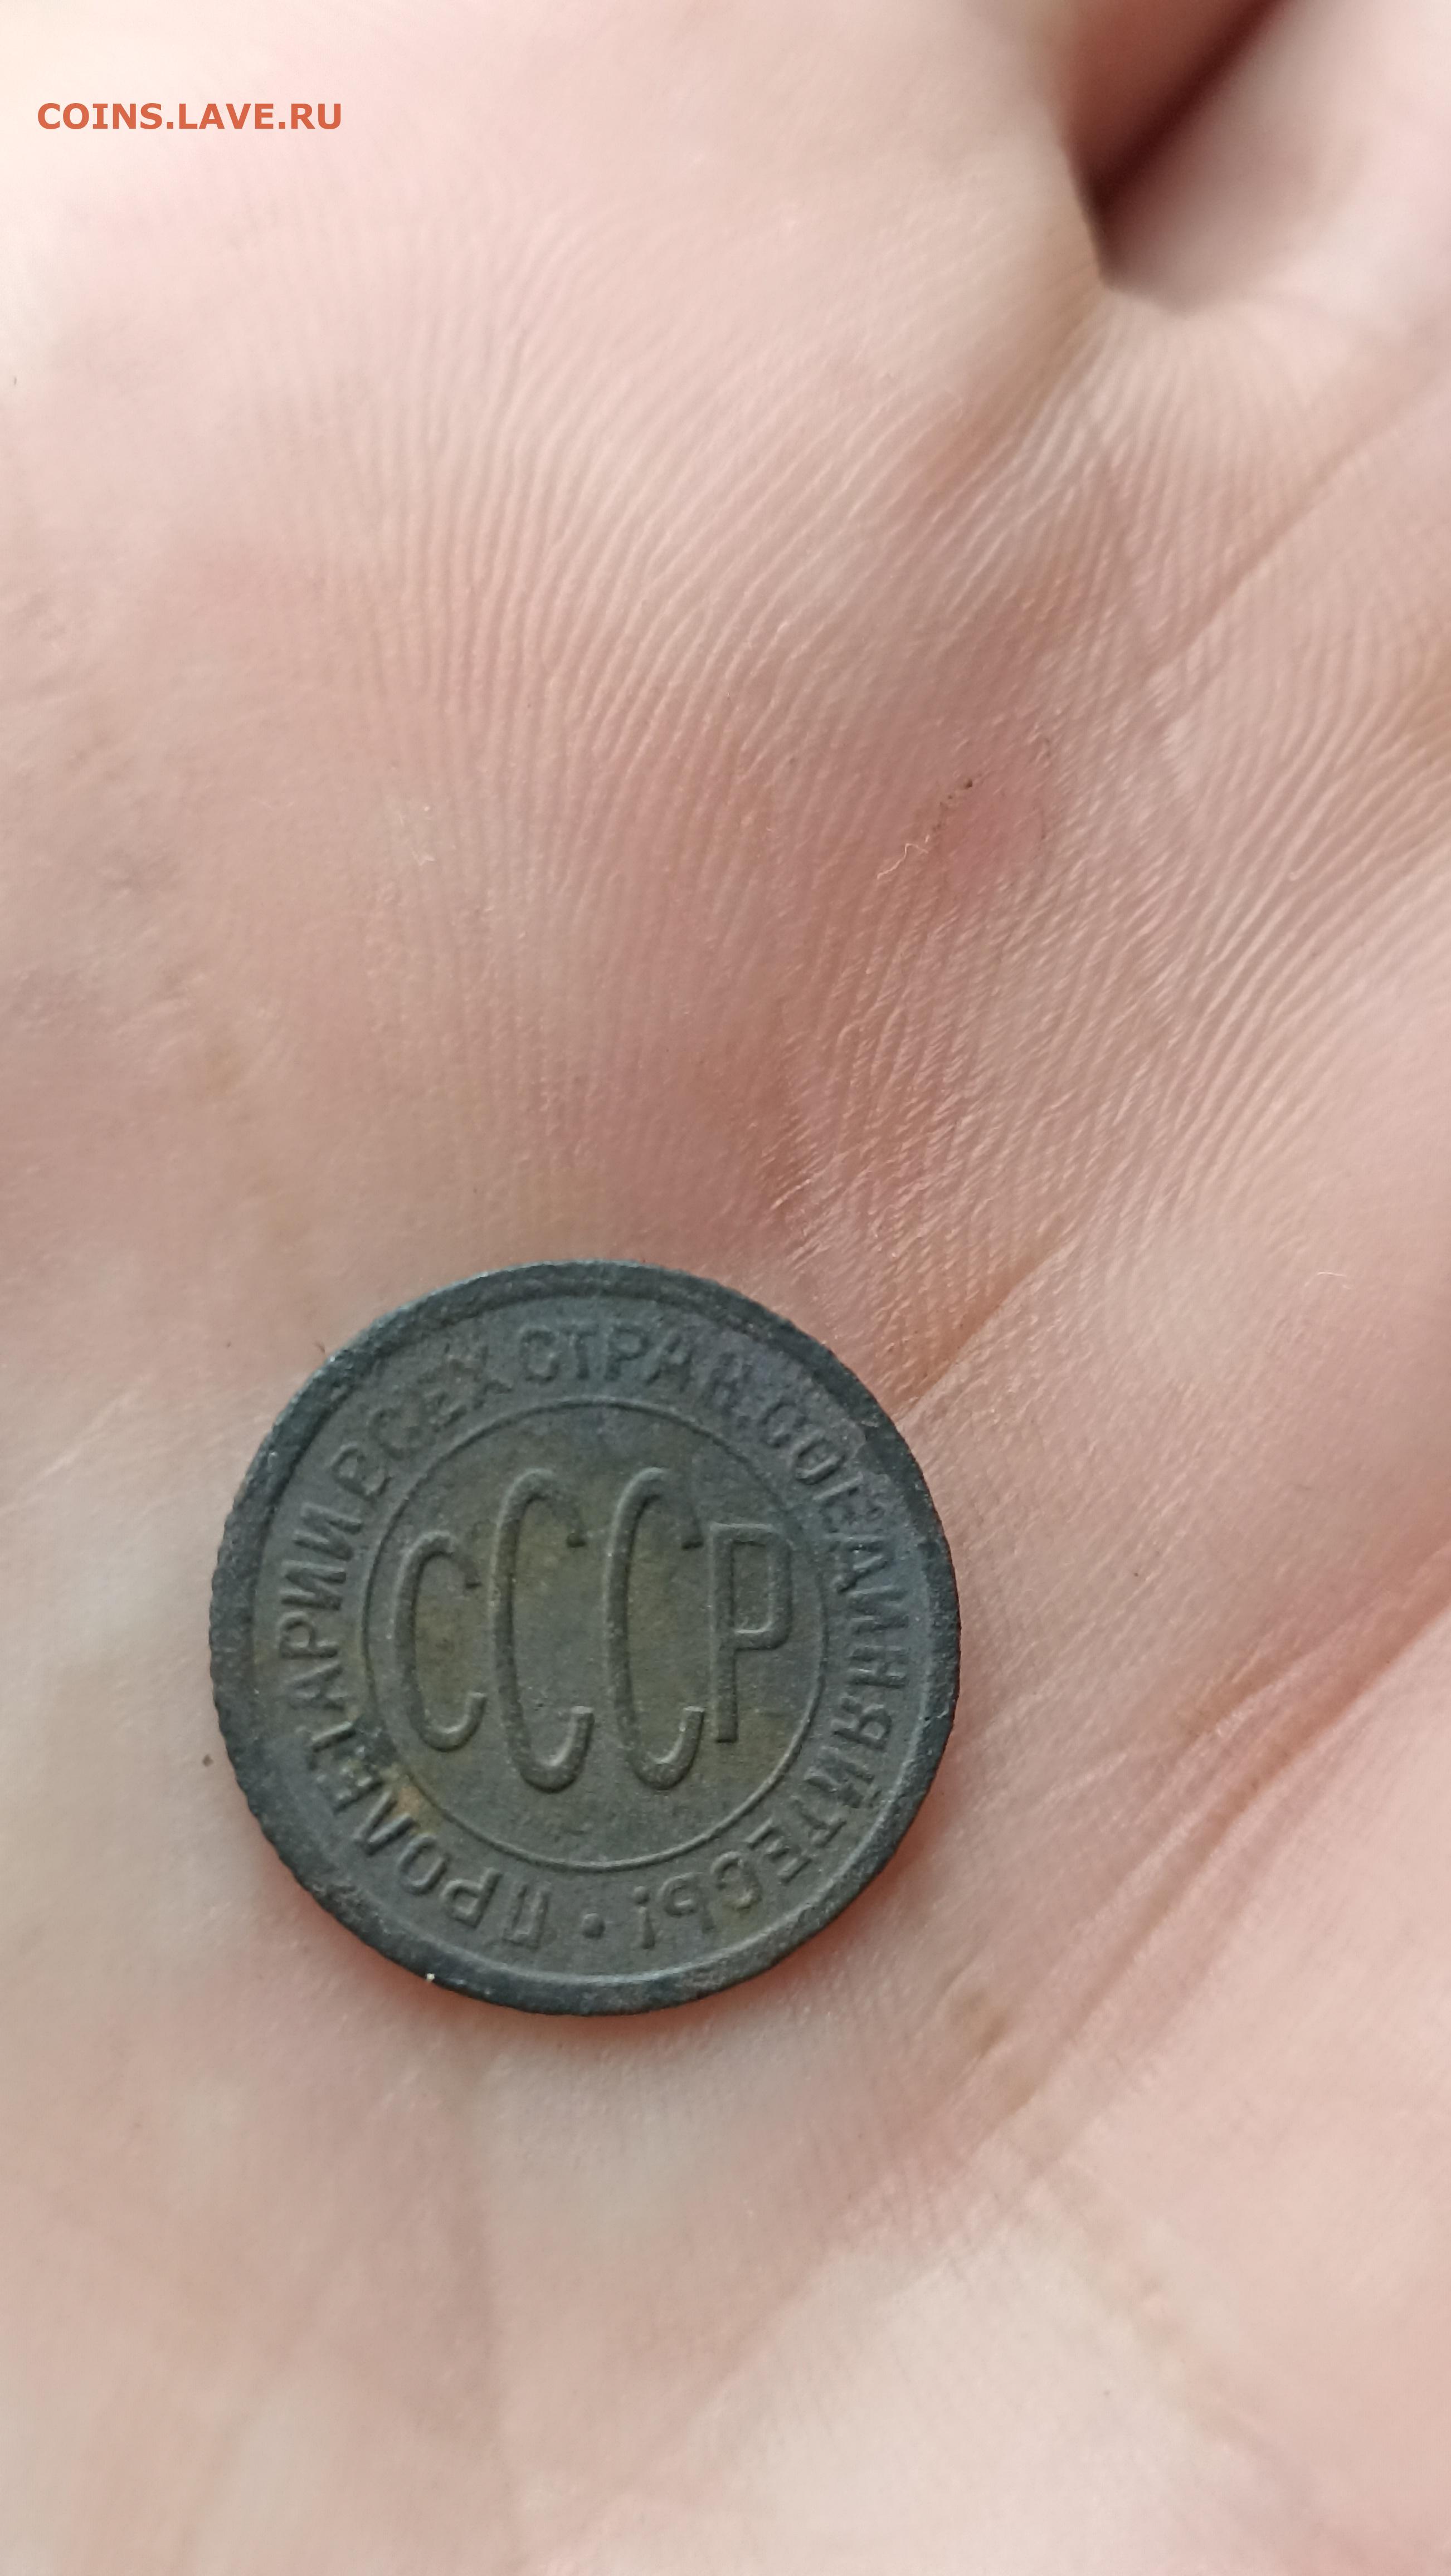 COINS.LAVE.RU
ПРОЛЕТАРИИ ВСЕХ СТРАН, СОЕДИНЯЙТЕСЬ!
СССР